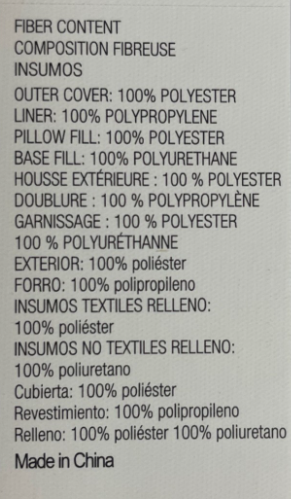 FIBER CONTENT
COMPOSITION FIBREUSE
INSUMOS
OUTER COVER: 100% POLYESTER
LINER: 100% POLYPROPYLENE
PILLOW FILL: 100% POLYESTER
BASE FILL: 100% POLYURETHANE
HOUSSE EXTÉRIEURE : 100 % POLYESTER
DOUBLURE : 100 % POLYPROPYLÈNE
GARNISSAGE : 100 % POLYESTER
100 % POLYURÉTHANNE
EXTERIOR: 100% poliéster
FORRO: 100% polipropileno
INSUMOS TEXTILES RELLENO:
100% poliéster
INSUMOS NO TEXTILES RELLENO:
100% poliuretano
Cubierta: 100% poliéster
Revestimiento: 100% polipropileno
Relleno: 100% poliéster 100% poliuretano
Made in China